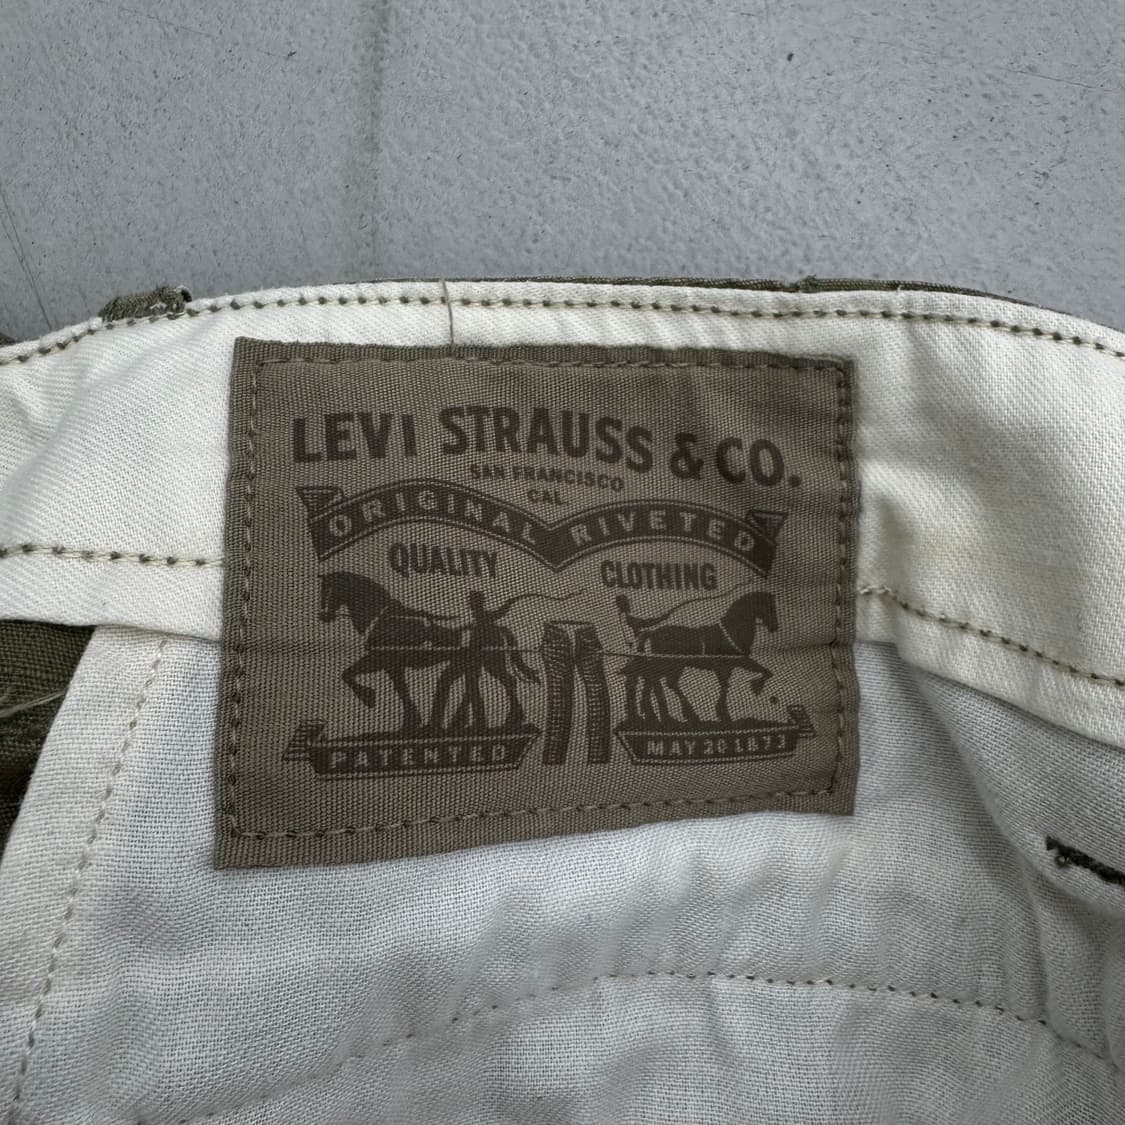 LEVI STRAUSS & CO.
SAN FRANCISCO
CAL
ORIGINAL RIVETED
QUALITY CLOTHING
PATENTED MAY 20 1873